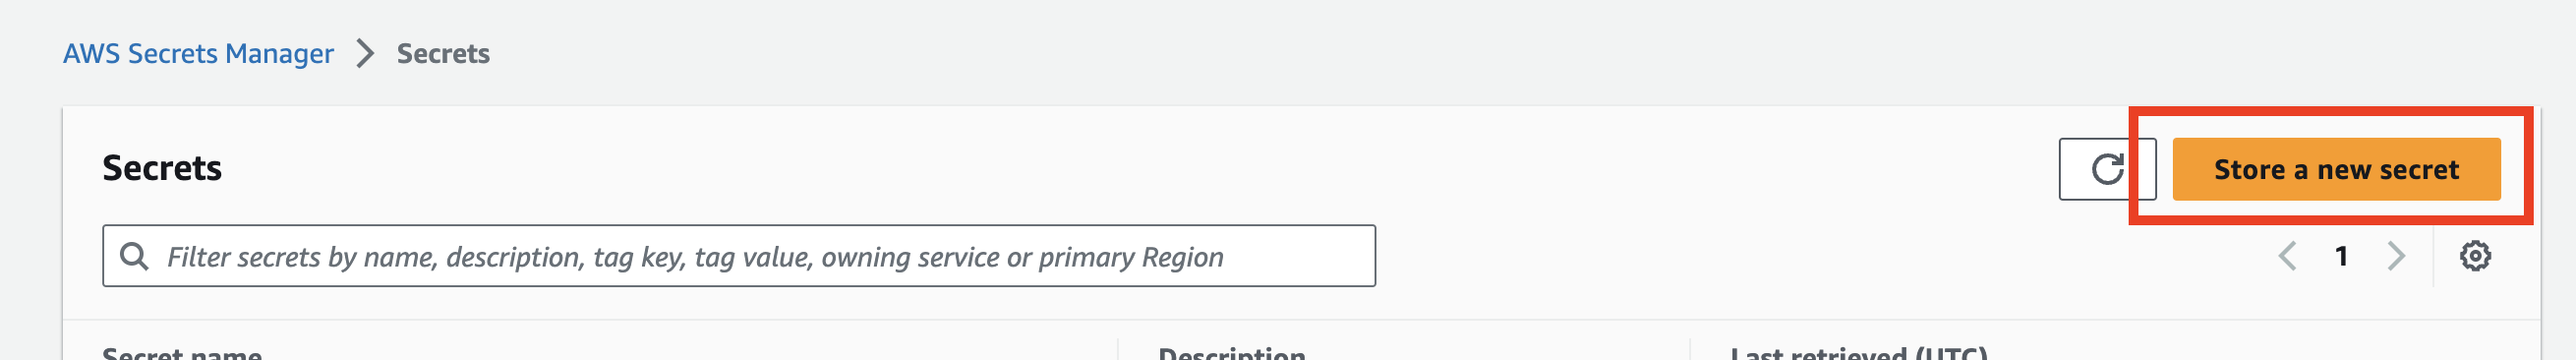 AWS Secrets Manager > Secrets
Secrets
Store a new secret
Filter secrets by name, description, tag key, tag value, owning service or primary Region
1
Secret name
Description
Last retrieved (UTC)